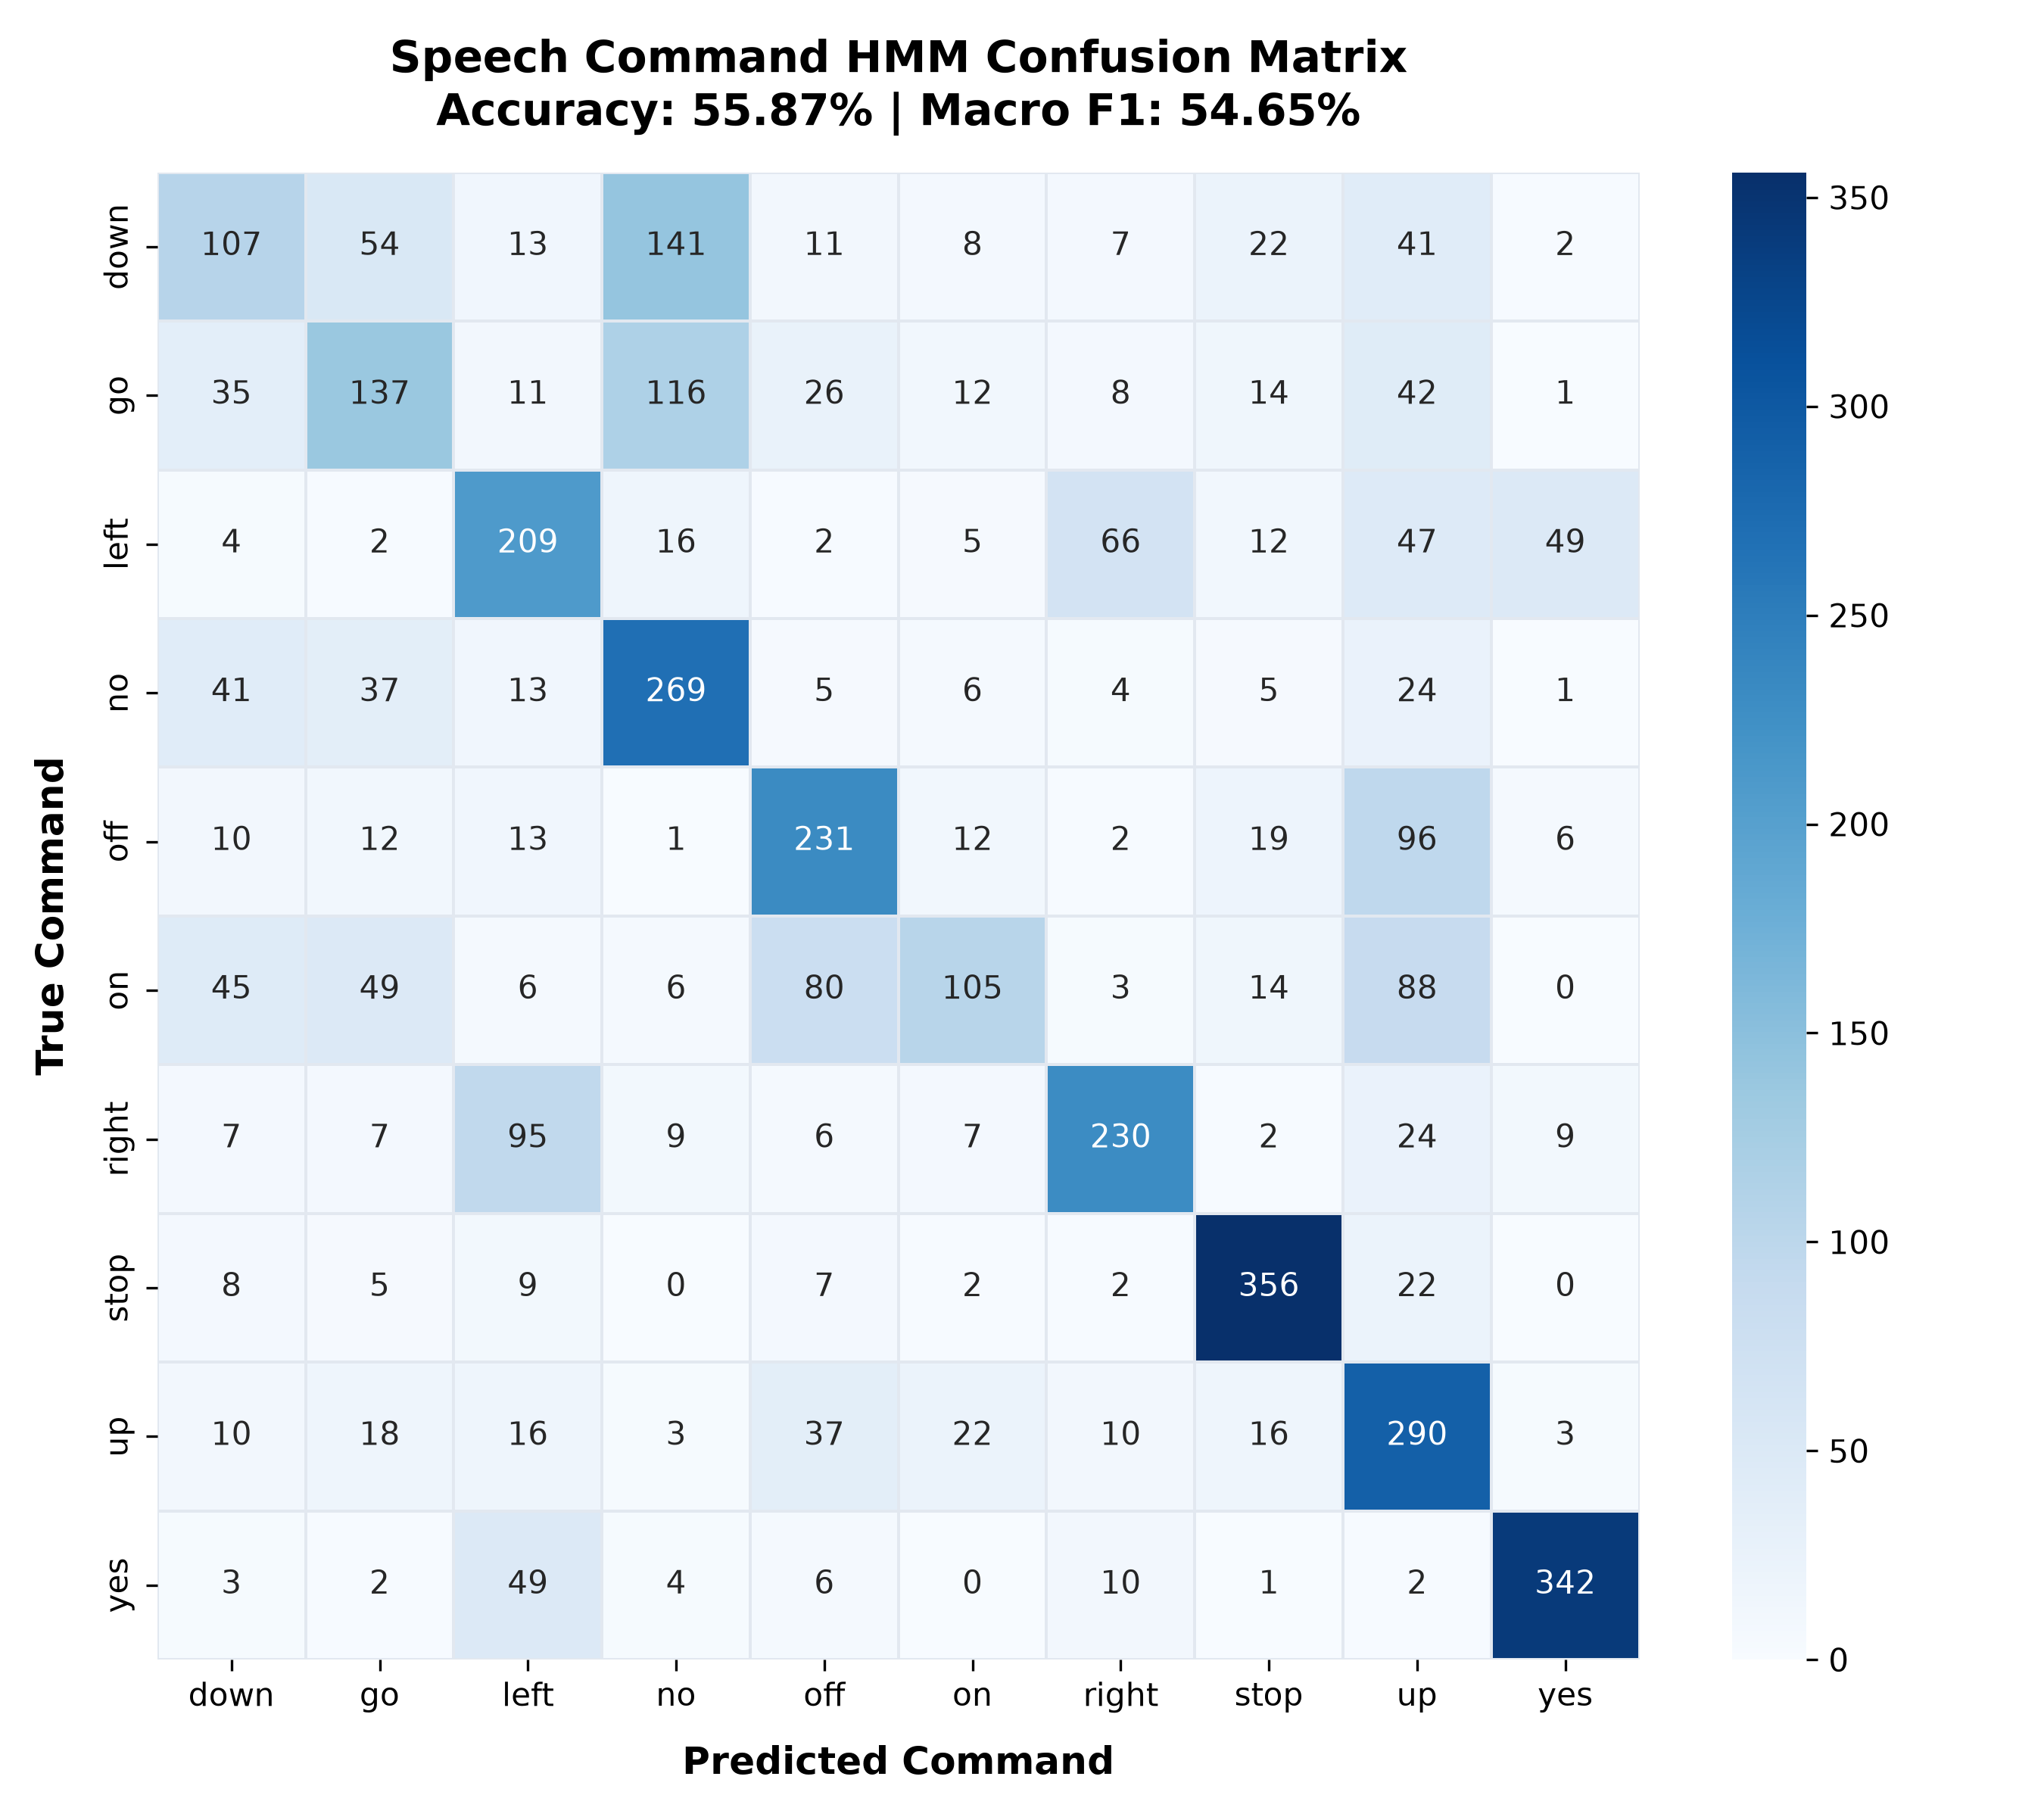 Speech Command HMM Confusion Matrix
Accuracy: 55.87% | Macro F1: 54.65%
down 107 54 13 141 11 8 7 22 41 2
go 35 137 11 116 26 12 8 14 42 1
left 4 2 209 16 2 5 66 12 47 49
no 41 37 13 269 5 6 4 5 24 1
off 10 12 13 1 231 12 2 19 96 6
on 45 49 6 6 80 105 3 14 88 0
right 7 7 95 9 6 7 230 2 24 9
stop 8 5 9 0 7 2 2 356 22 0
up 10 18 16 3 37 22 10 16 290 3
yes 3 2 49 4 6 0 10 1 2 342
down go left no off on right stop up yes
Predicted Command
True Command
350
300
250
200
150
100
50
0